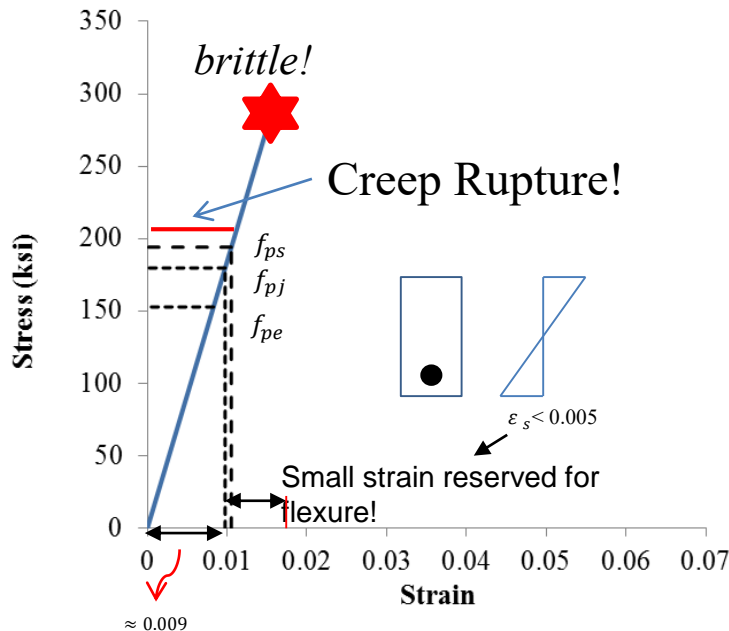 350
brittle!
300
250
Creep Rupture!
200
f_ps
f_pj
150
f_pe
100
ε_s < 0.005
50
Small strain reserved for
flexure!
0
0 0.01 0.02 0.03 0.04 0.05 0.06 0.07
Stress (ksi)
Strain
≈ 0.009